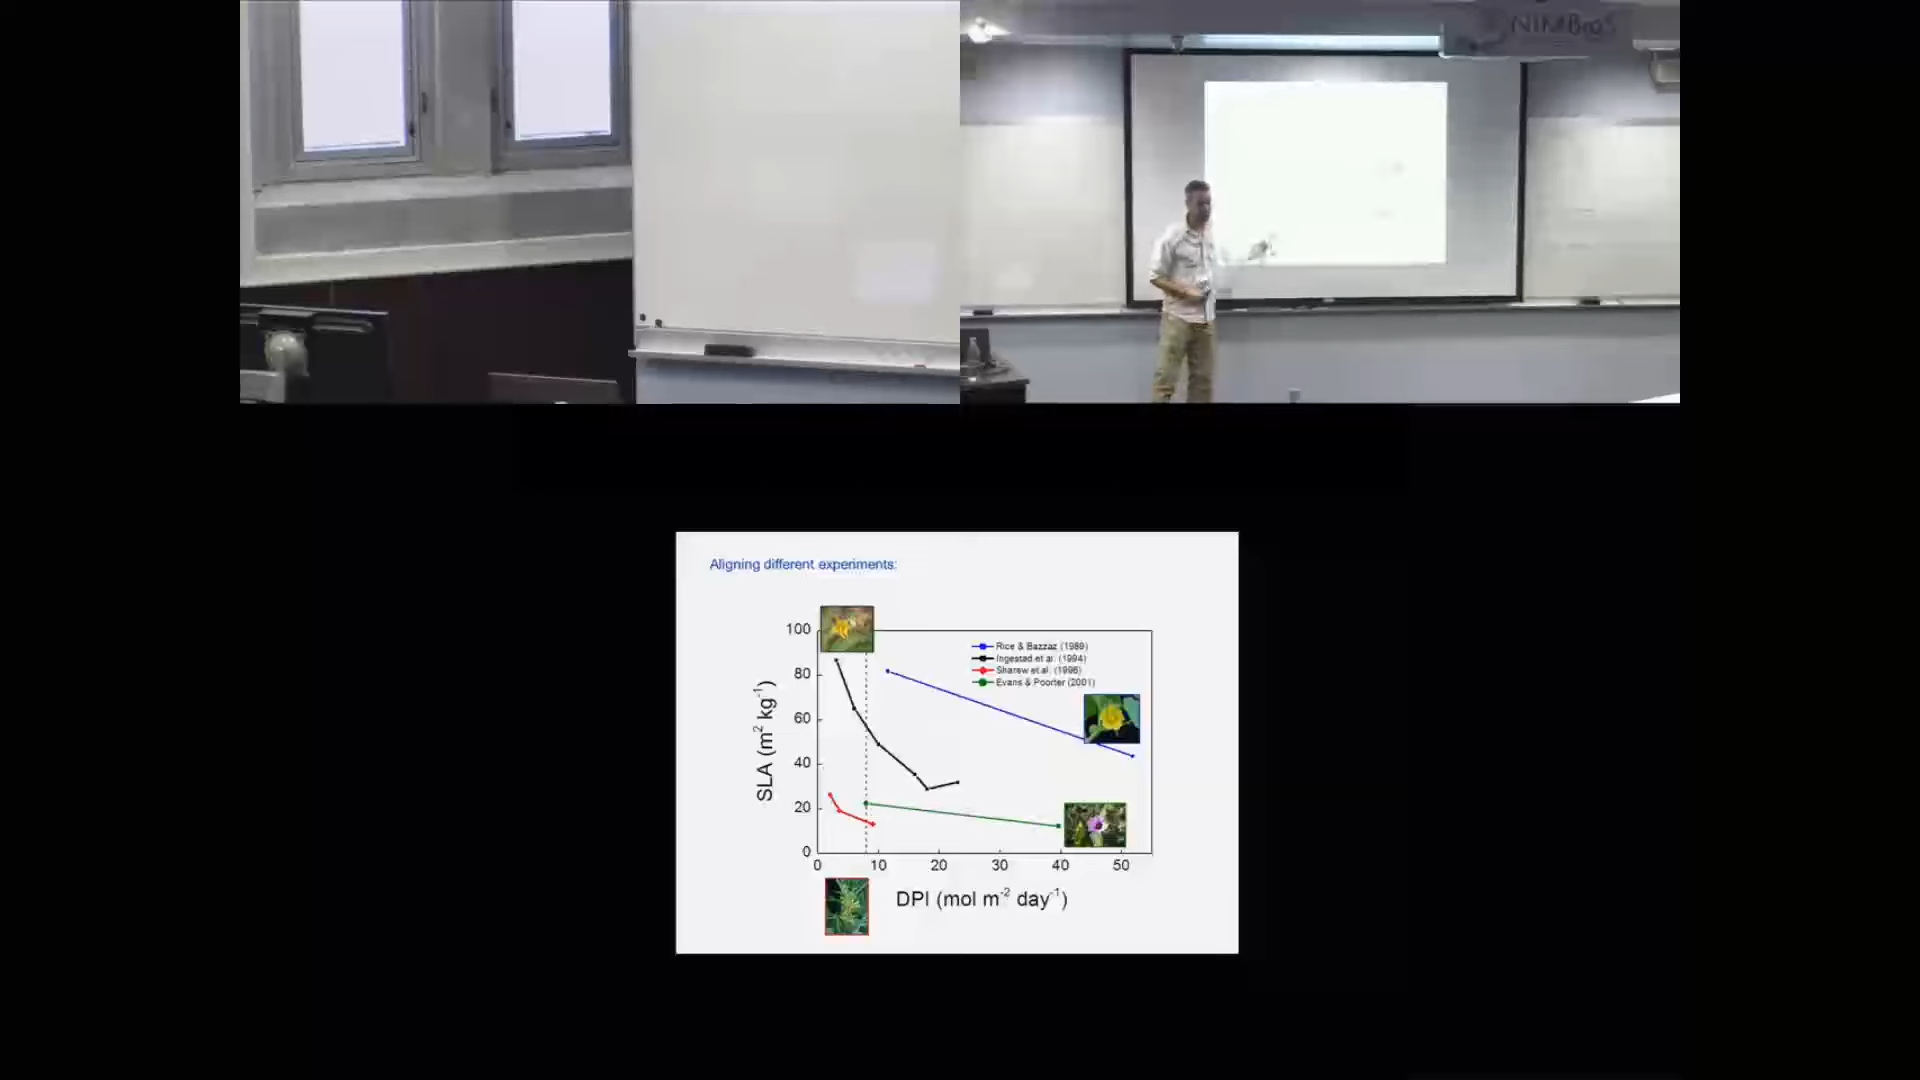 NIMBioS
Aligning different experiments:
100
80
60
40
20
0
SLA (m² kg⁻¹)
Rice & Bazzaz (1989)
Ingestad et al. (1994)
Sharew et al. (1996)
Evans & Poorter (2001)
0 10 20 30 40 50
DPI (mol m⁻² day⁻¹)